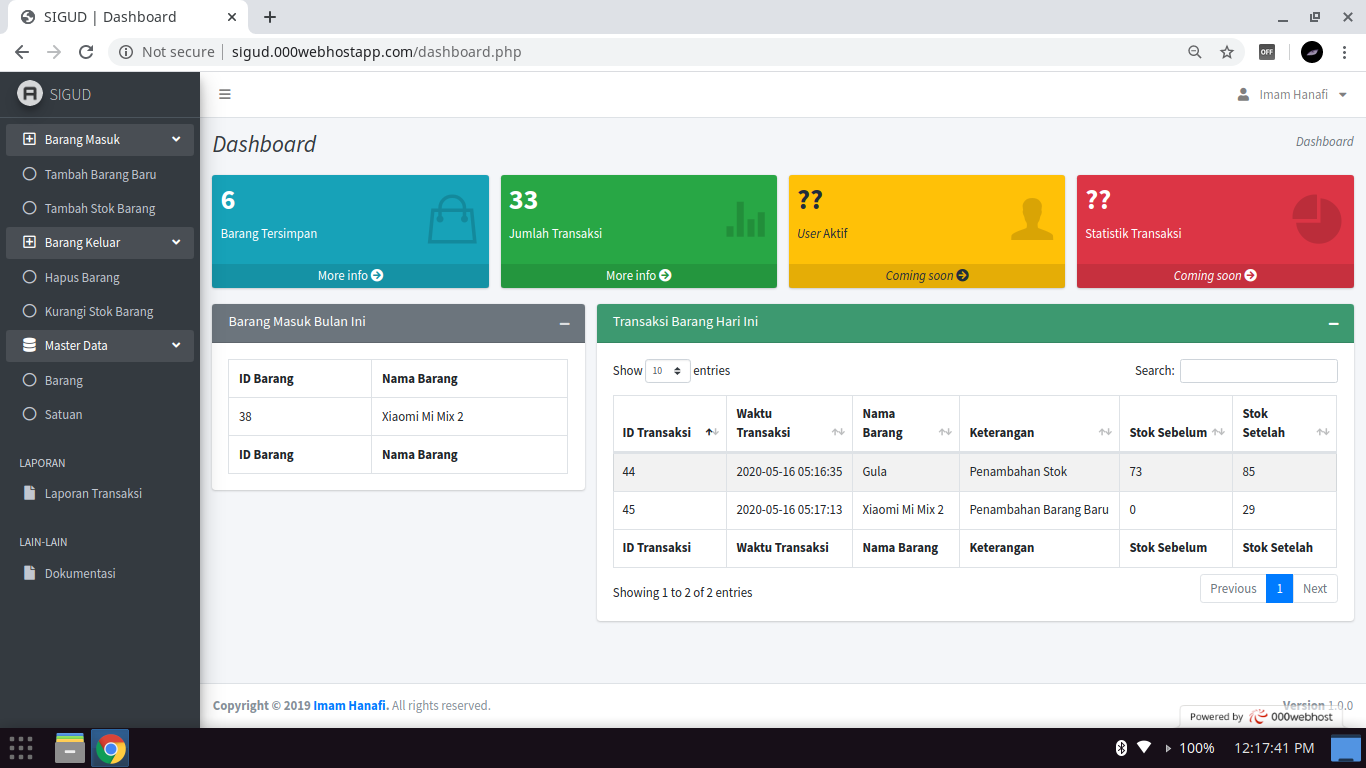 SIGUD | Dashboard
Not secure | sigud.000webhostapp.com/dashboard.php
OFF
SIGUD
Imam Hanafi
Barang Masuk
Tambah Barang Baru
Tambah Stok Barang
Barang Keluar
Hapus Barang
Kurangi Stok Barang
Master Data
Barang
Satuan
LAPORAN
Laporan Transaksi
LAIN-LAIN
Dokumentasi
Dashboard
Dashboard
6
Barang Tersimpan
More info
33
Jumlah Transaksi
More info
??
User Aktif
Coming soon
??
Statistik Transaksi
Coming soon
Barang Masuk Bulan Ini
ID Barang Nama Barang
38 Xiaomi Mi Mix 2
ID Barang Nama Barang
Transaksi Barang Hari Ini
Show 10 entries
Search:
ID Transaksi Waktu Transaksi Nama Barang Keterangan Stok Sebelum Stok Setelah
44 2020-05-16 05:16:35 Gula Penambahan Stok 73 85
45 2020-05-16 05:17:13 Xiaomi Mi Mix 2 Penambahan Barang Baru 0 29
ID Transaksi Waktu Transaksi Nama Barang Keterangan Stok Sebelum Stok Setelah
Showing 1 to 2 of 2 entries
Previous 1 Next
Copyright © 2019 Imam Hanafi. All rights reserved.
Version 1.0.0
Powered by 000webhost
100% 12:17:41 PM